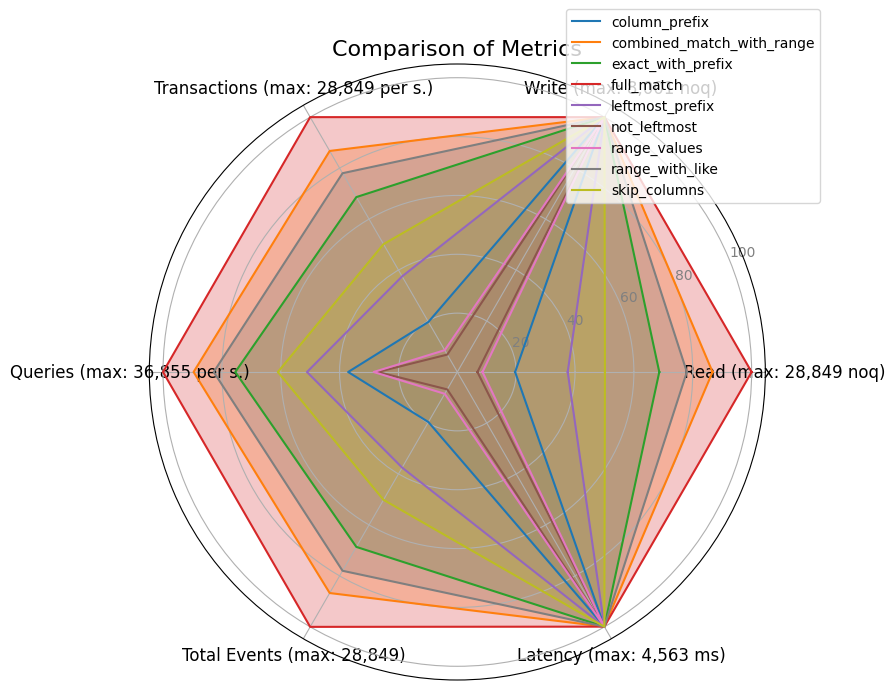 column_prefix
combined_match_with_range
exact_with_prefix
full_match
leftmost_prefix
not_leftmost
range_values
range_with_like
skip_columns
Comparison of Metrics
Transactions (max: 28,849 per s.)
Write (max: noq)
100
80
60
40
20
Queries (max: 36,855 per s.)
Read (max: 28,849 noq)
Total Events (max: 28,849)
Latency (max: 4,563 ms)